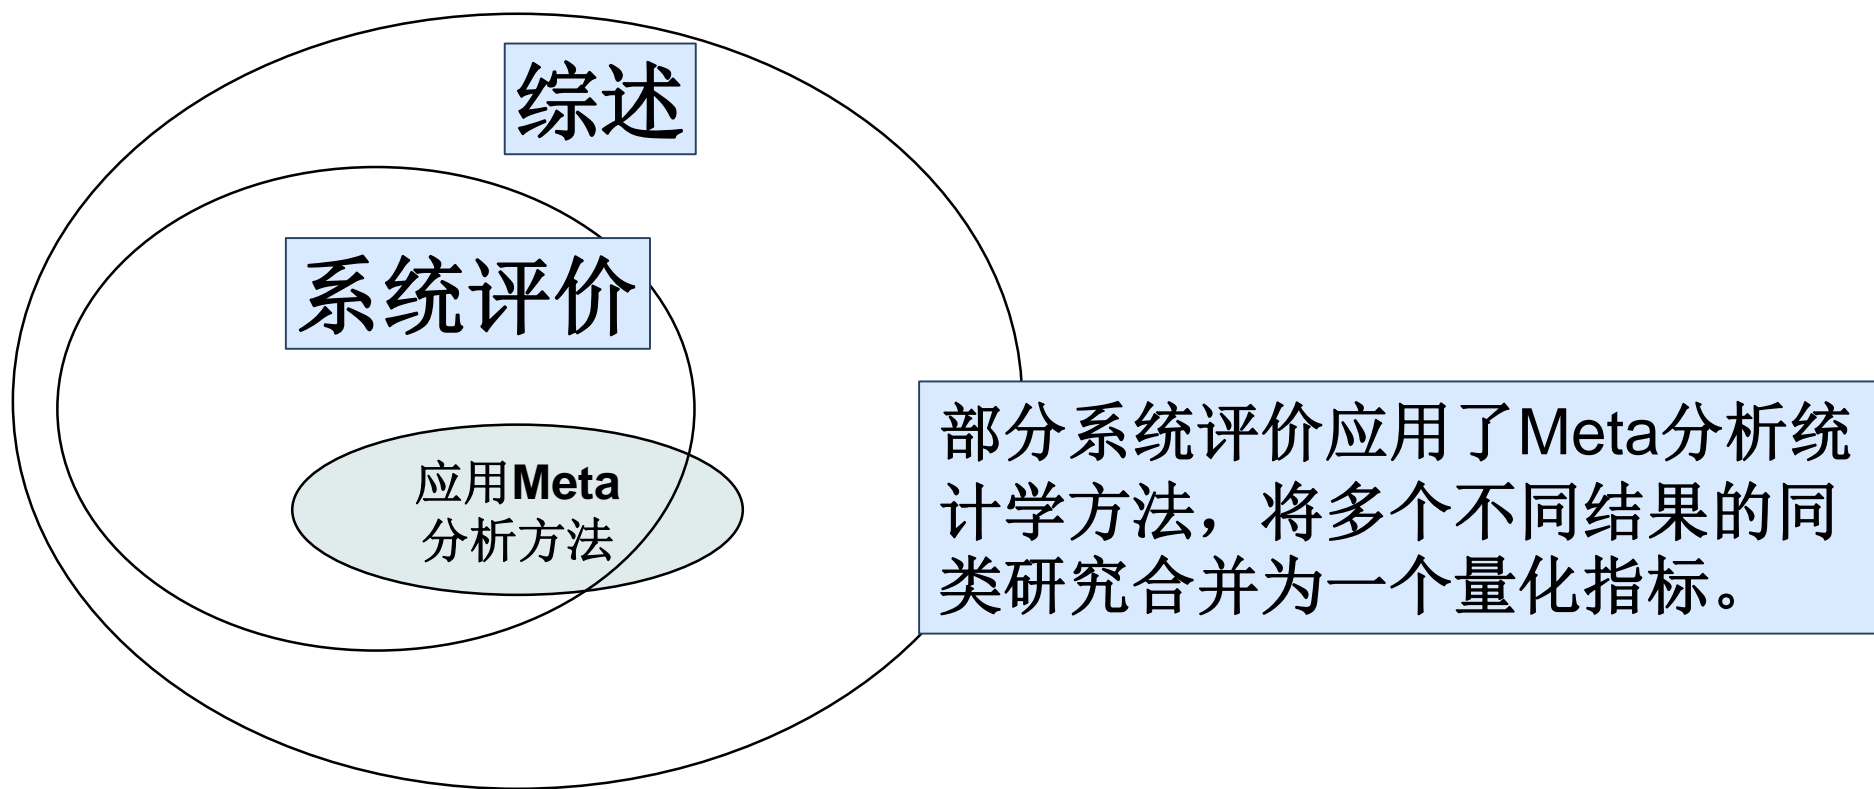 综述
系统评价
应用Meta
分析方法
部分系统评价应用了Meta分析统
计学方法，将多个不同结果的同
类研究合并为一个量化指标。